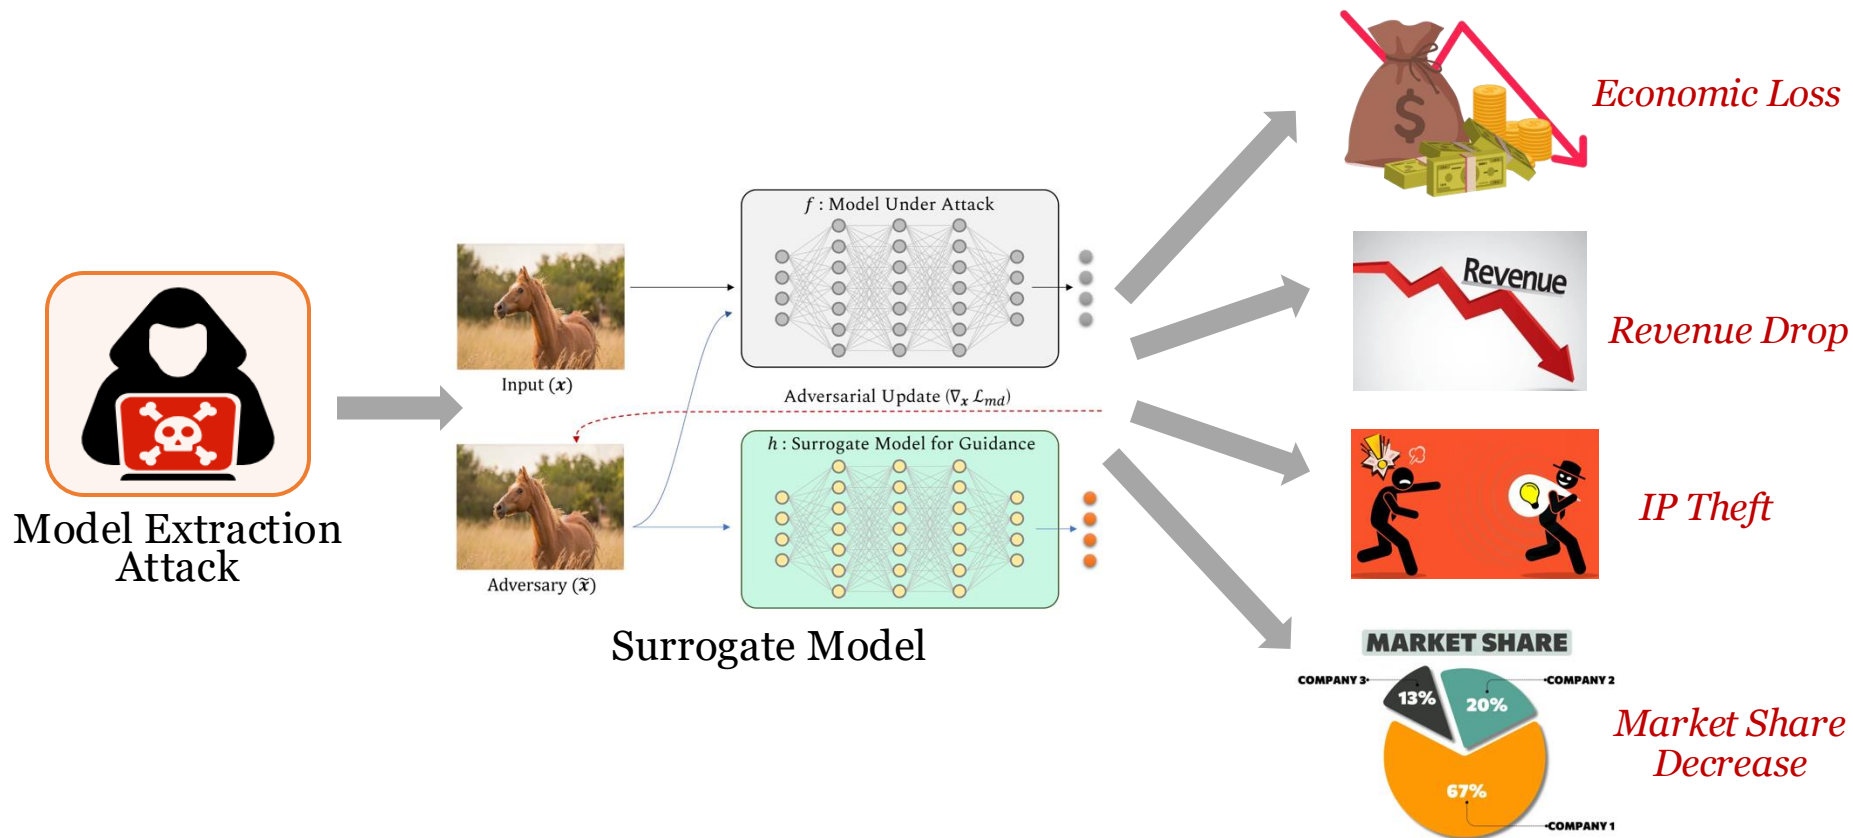 Model Extraction
Attack
Input (x)
Adversary (x̃)
f : Model Under Attack
Adversarial Update (∇ₓ ℒₘd)
h : Surrogate Model for Guidance
Surrogate Model
$
Economic Loss
Revenue
Revenue Drop
IP Theft
MARKET SHARE
COMPANY 3
13%
20%
COMPANY 2
67%
COMPANY 1
Market Share
Decrease